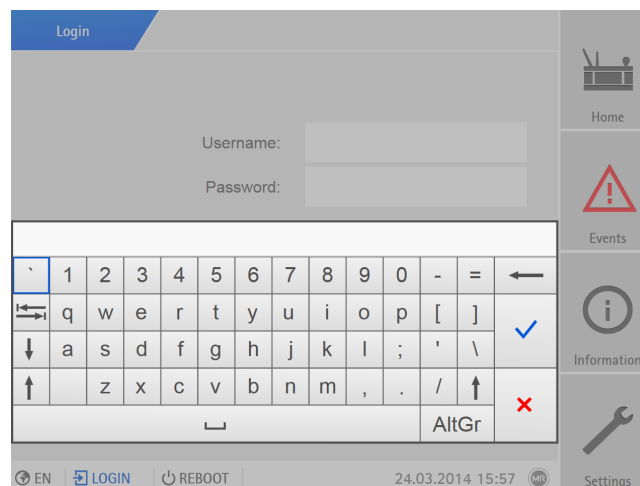 Login
Home
Username:
Password:
Events
` 1 2 3 4 5 6 7 8 9 0 - =
q w e r t y u i o p [ ]
a s d f g h j k l ; ' \
z x c v b n m , . /
AltGr
Information
EN LOGIN REBOOT 24.03.2014 15:57 MR
Settings